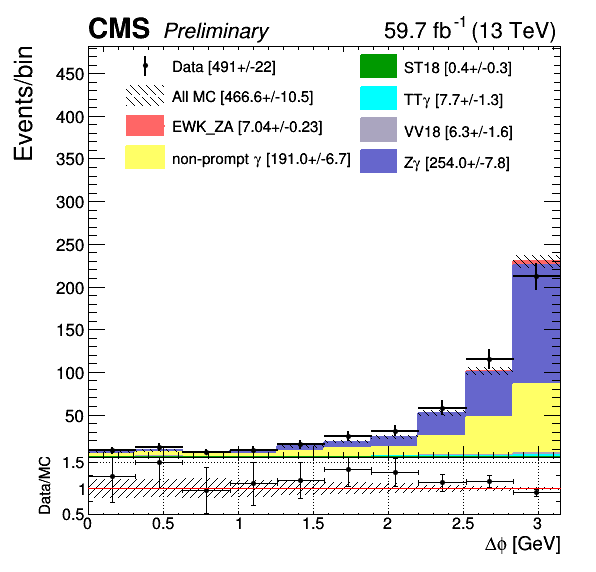 CMS Preliminary 59.7 fb⁻¹ (13 TeV)
Events/bin
450
400
350
300
250
200
150
100
50
Data [491+/-22]
All MC [466.6+/-10.5]
EWK_ZA [7.04+/-0.23]
non-prompt γ [191.0+/-6.7]
ST18 [0.4+/-0.3]
TTγ [7.7+/-1.3]
VV18 [6.3+/-1.6]
Zγ [254.0+/-7.8]
Data/MC
1.5
1
0.5
0 0.5 1 1.5 2 2.5 3
Δϕ [GeV]